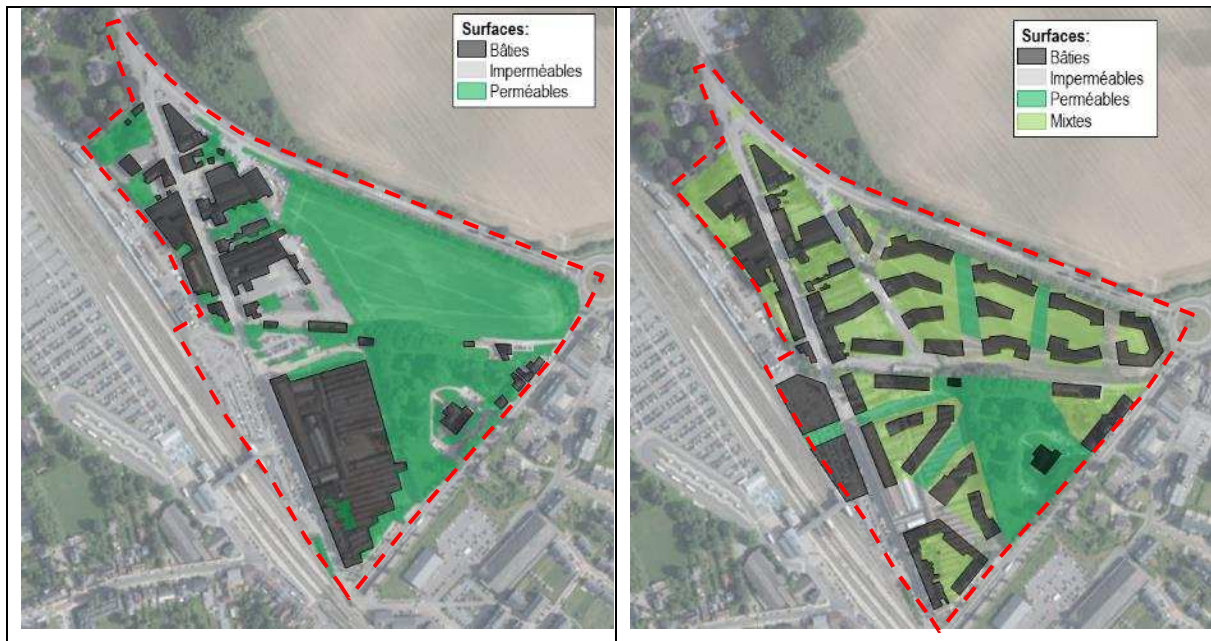 Surfaces:
Bâties
Imperméables
Perméables
Surfaces:
Bâties
Imperméables
Perméables
Mixtes